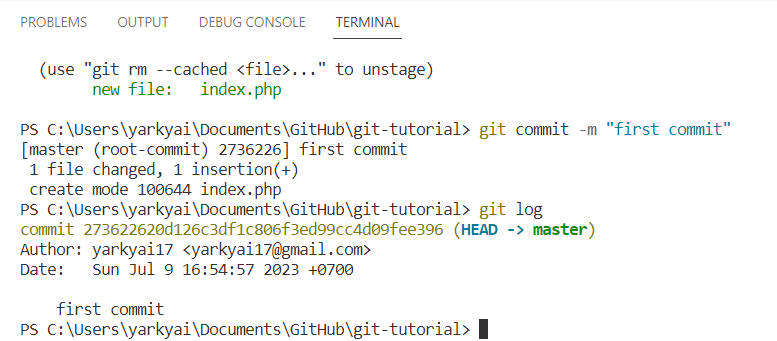 PROBLEMS OUTPUT DEBUG CONSOLE TERMINAL
(use "git rm --cached <file>..." to unstage)
new file: index.php
PS C:\Users\yarkyai\Documents\GitHub\git-tutorial> git commit -m "first commit"
[master (root-commit) 2736226] first commit
1 file changed, 1 insertion(+)
create mode 100644 index.php
PS C:\Users\yarkyai\Documents\GitHub\git-tutorial> git log
commit 273622620d126c3df1c806f3ed99cc4d09fee396 (HEAD -> master)
Author: yarkyai17 <yarkyai17@gmail.com>
Date: Sun Jul 9 16:54:57 2023 +0700
first commit
PS C:\Users\yarkyai\Documents\GitHub\git-tutorial>